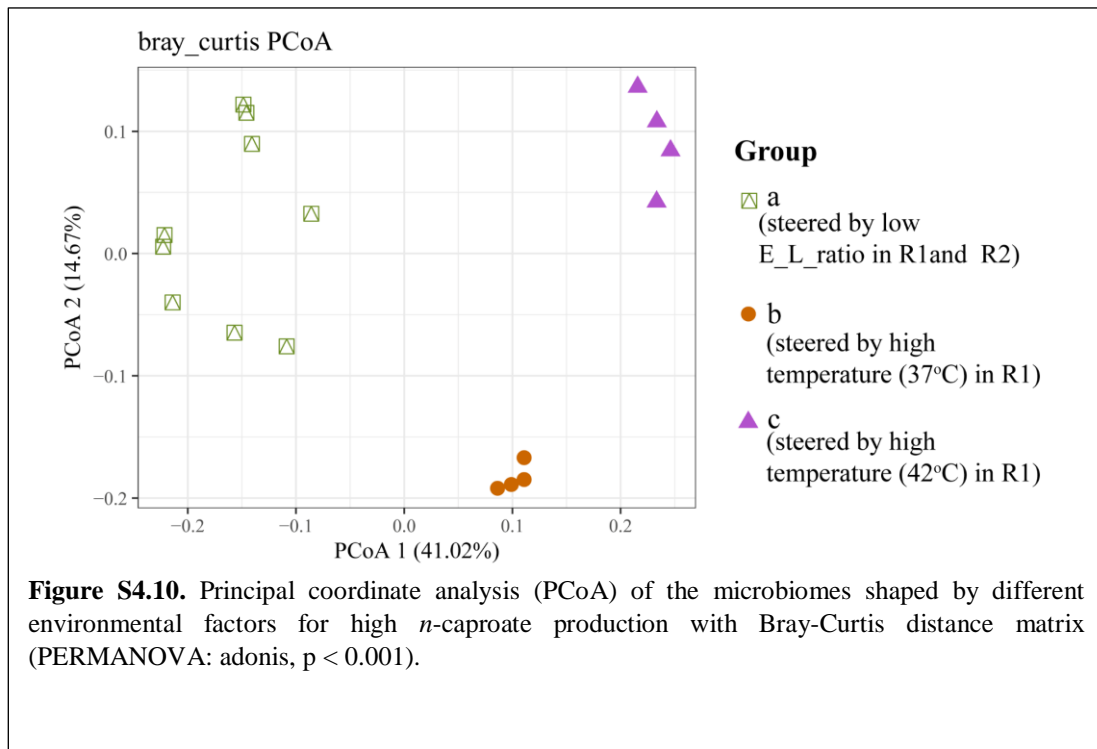 bray_curtis PCoA
0.1
0.0
−0.1
−0.2
PCoA 2 (14.67%)
−0.2
−0.1
0.0
0.1
0.2
PCoA 1 (41.02%)
Group
a
(steered by low
E_L_ratio in R1and R2)
b
(steered by high
temperature (37°C) in R1)
c
(steered by high
temperature (42°C) in R1)
Figure S4.10. Principal coordinate analysis (PCoA) of the microbiomes shaped by different
environmental factors for high n-caproate production with Bray-Curtis distance matrix
(PERMANOVA: adonis, p < 0.001).